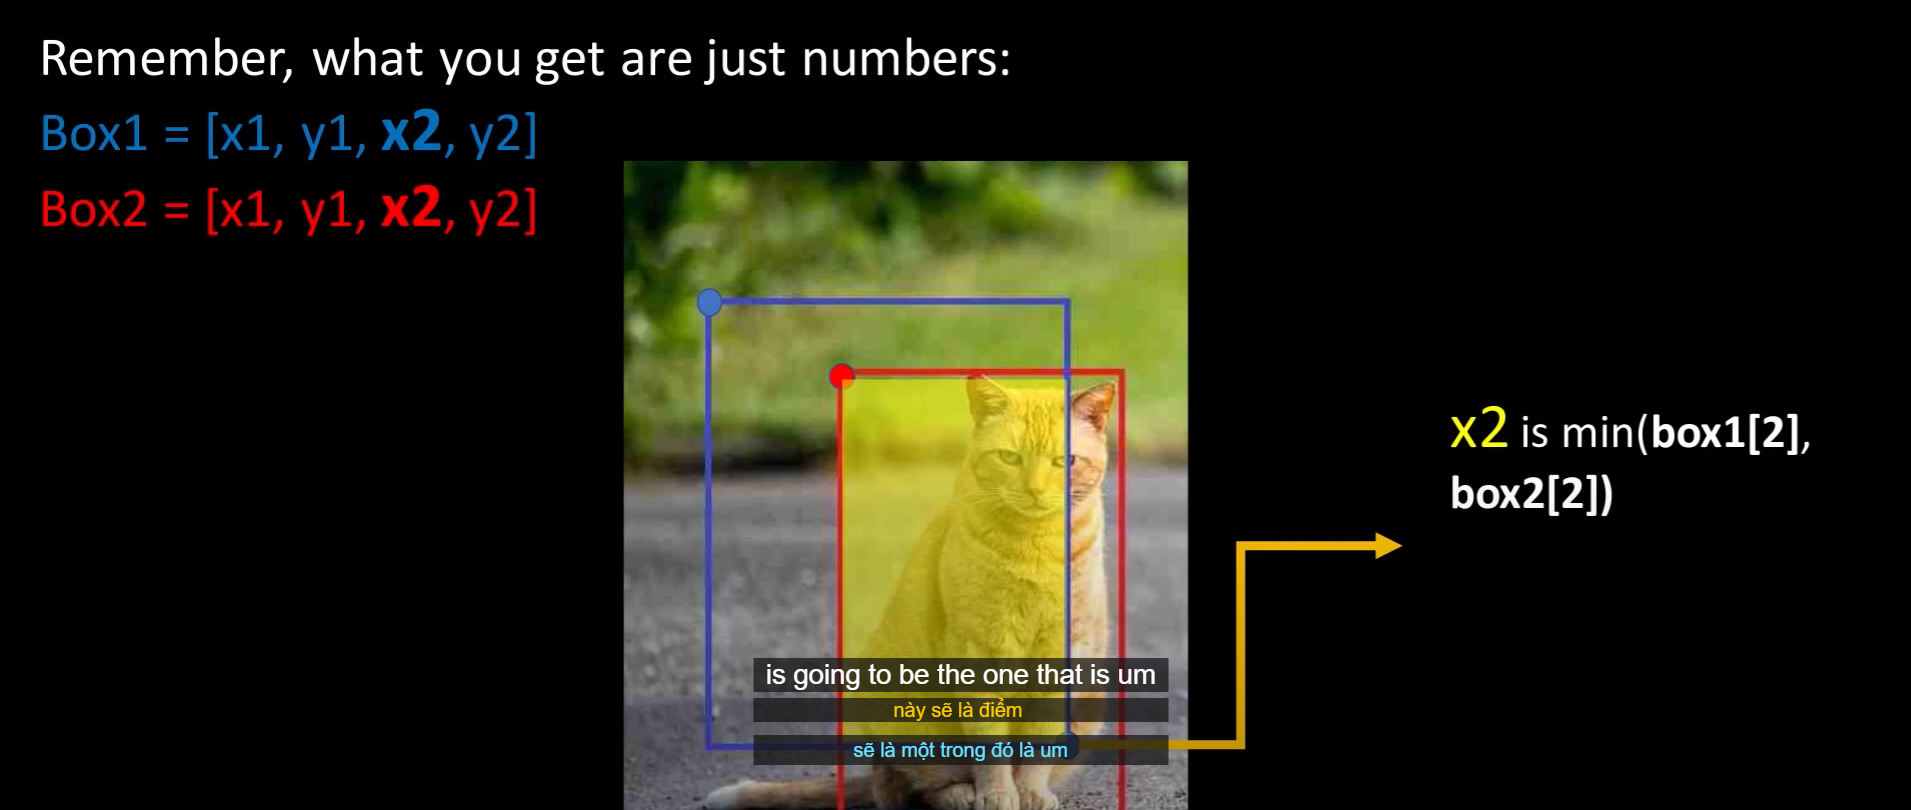 Remember, what you get are just numbers:
Box1 = [x1, y1, x2, y2]
Box2 = [x1, y1, x2, y2]
x2 is min(box1[2],
box2[2])
is going to be the one that is um
này sẽ là điểm
sẽ là một trong đó là um